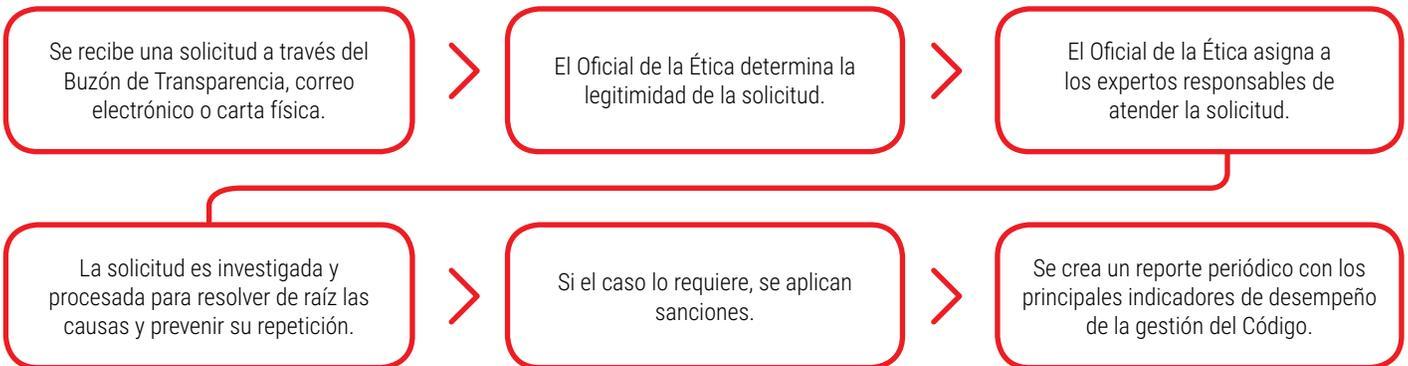 Se recibe una solicitud a través del
Buzón de Transparencia, correo
electrónico o carta física.
El Oficial de la Ética determina la
legitimidad de la solicitud.
El Oficial de la Ética asigna a
los expertos responsables de
atender la solicitud.
La solicitud es investigada y
procesada para resolver de raíz las
causas y prevenir su repetición.
Si el caso lo requiere, se aplican
sanciones.
Se crea un reporte periódico con los
principales indicadores de desempeño
de la gestión del Código.